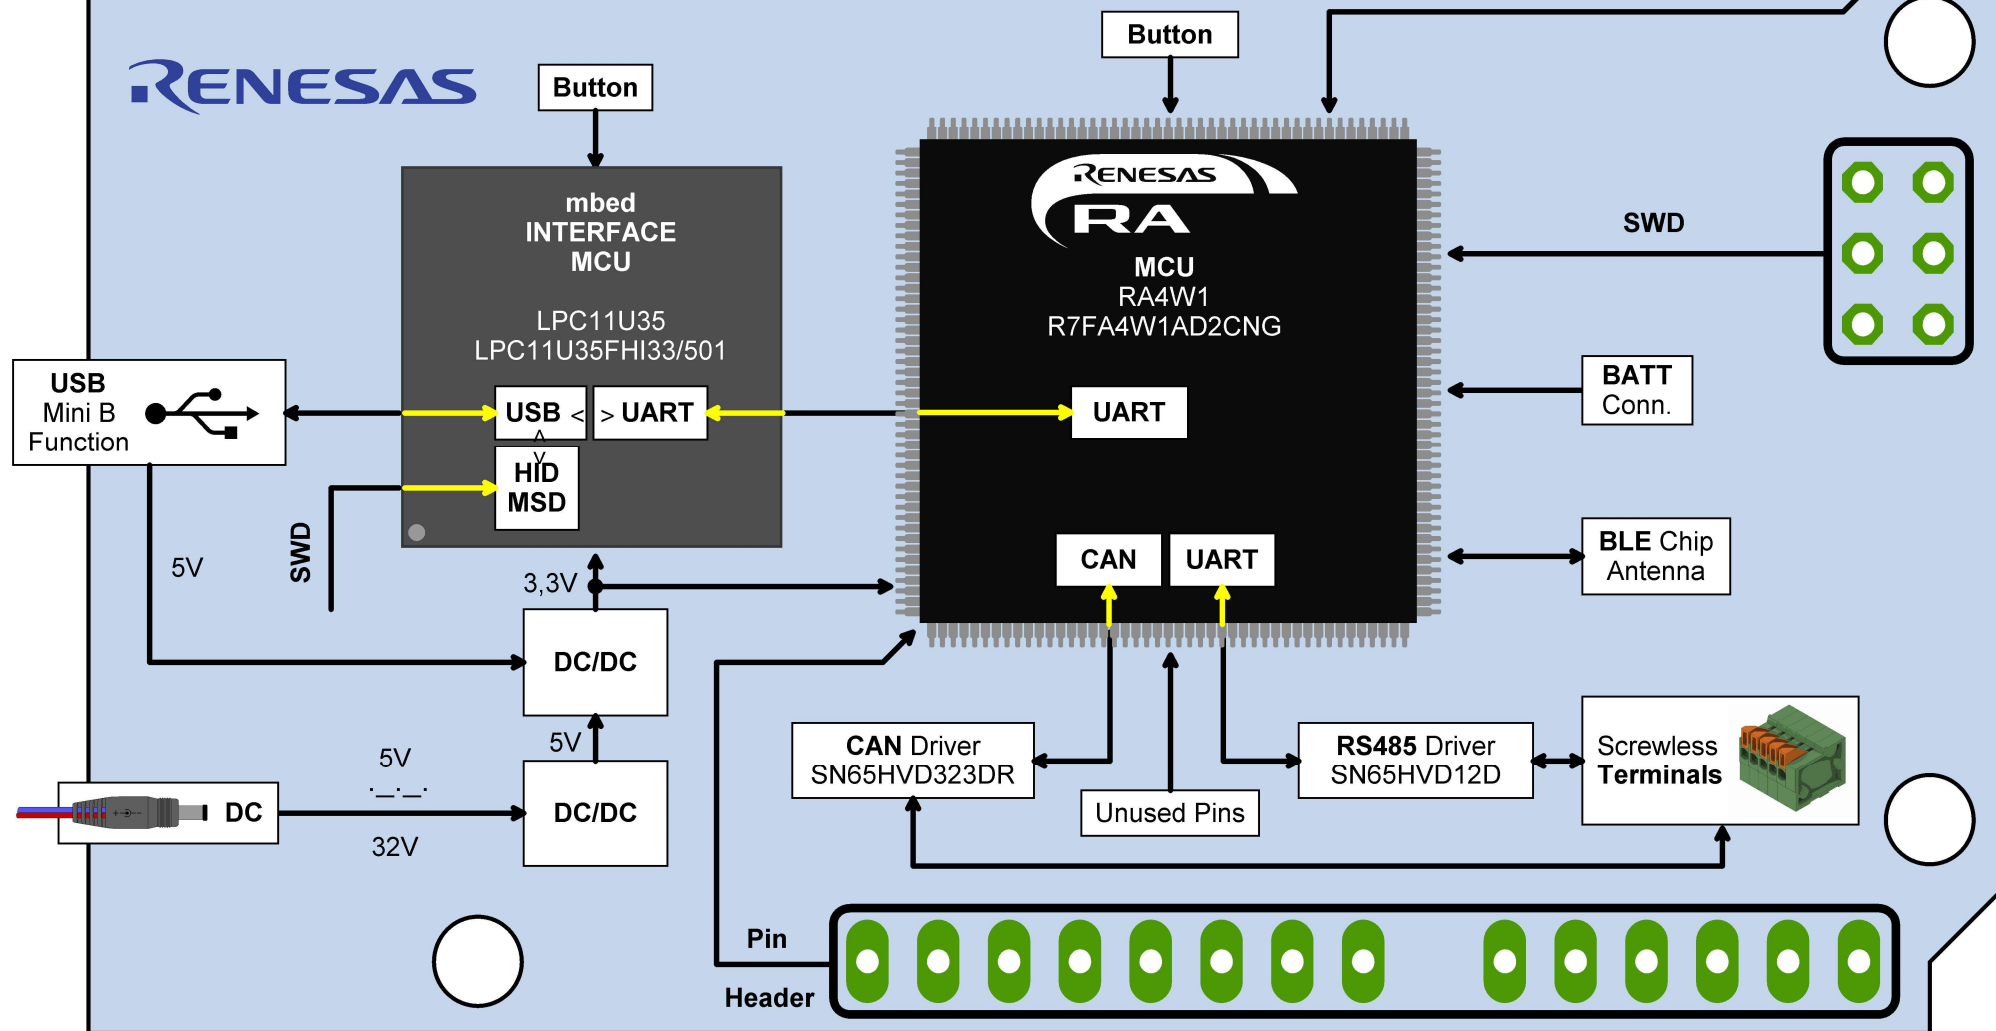 RENESAS
Button
Button
mbed
INTERFACE
MCU
LPC11U35
LPC11U35FHI33/501
USB < > UART
^
v
HID
MSD
RENESAS
RA
MCU
RA4W1
R7FA4W1AD2CNG
UART
CAN
UART
SWD
BATT
Conn.
BLE Chip
Antenna
USB
Mini B
Function
5V
SWD
3,3V
DC/DC
5V
DC/DC
5V
._._.
32V
DC
CAN Driver
SN65HVD323DR
Unused Pins
RS485 Driver
SN65HVD12D
Screwless
Terminals
Pin
Header